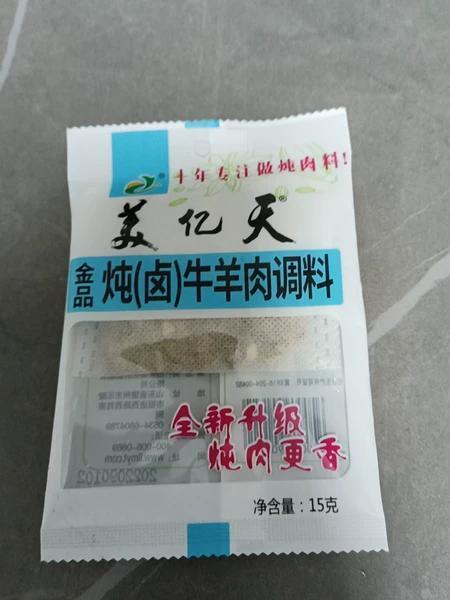 十年专注做炖肉料!
美亿天®
金品 炖(卤)牛羊肉调料
全新升级
炖肉更香
净含量：15克